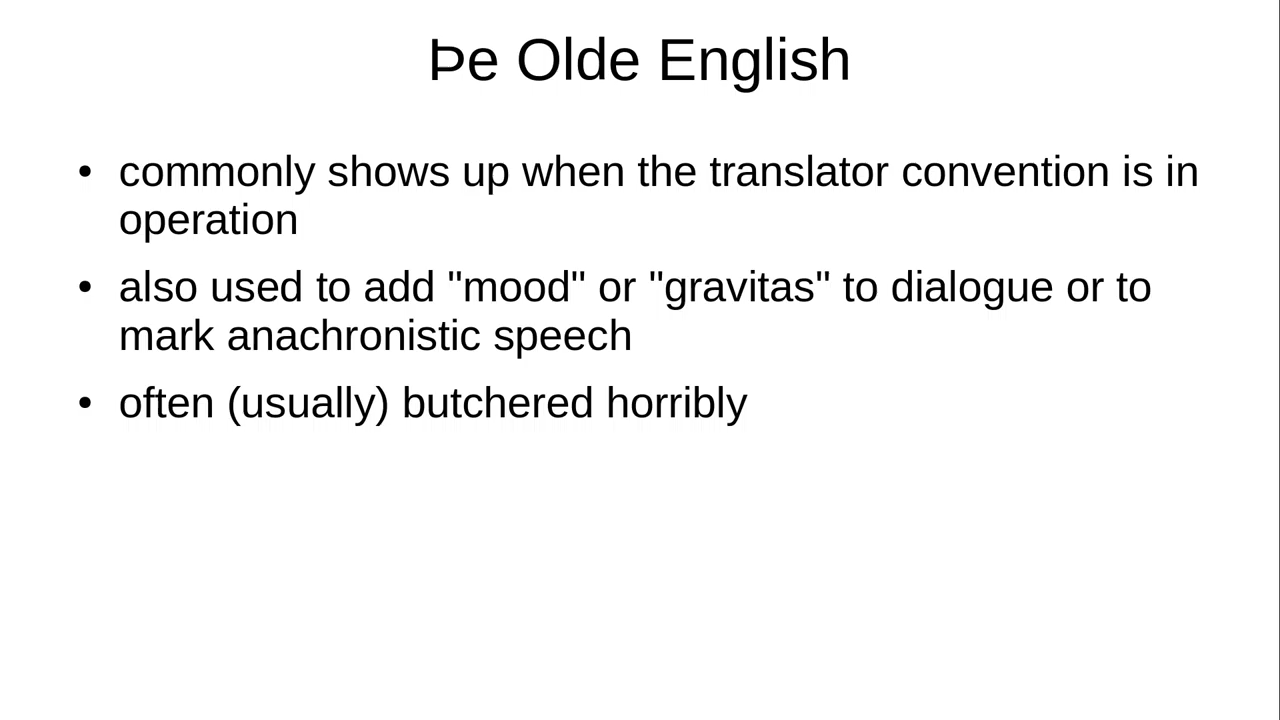 Þe Olde English
• commonly shows up when the translator convention is in
operation
• also used to add "mood" or "gravitas" to dialogue or to
mark anachronistic speech
• often (usually) butchered horribly